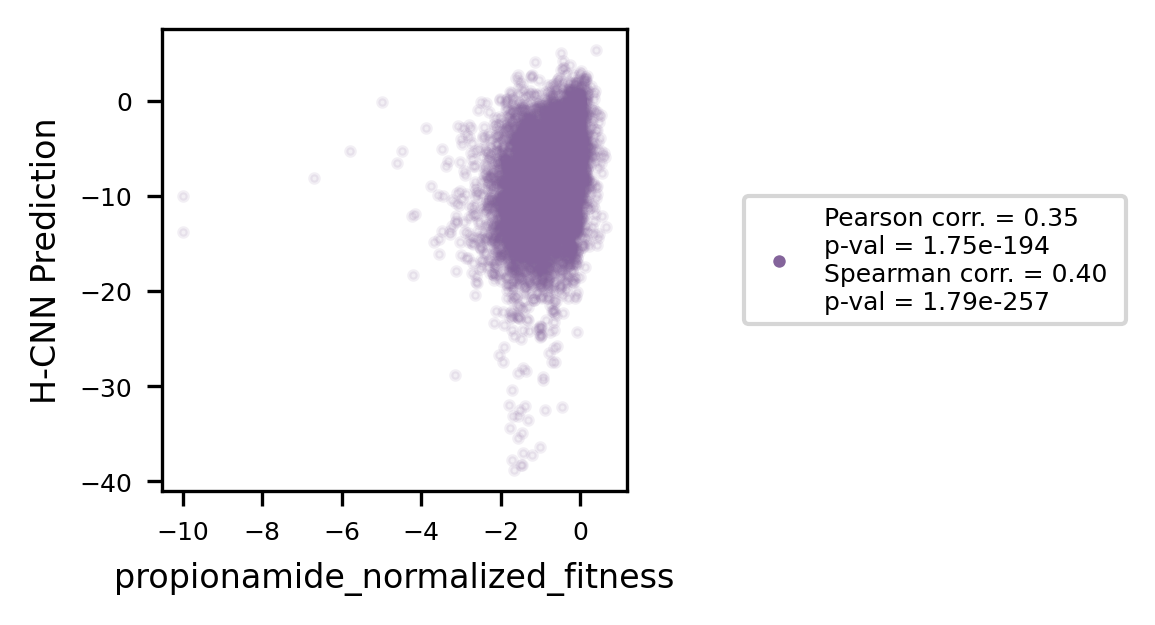 H-CNN Prediction
0
−10
−20
−30
−40
−10 −8 −6 −4 −2 0
propionamide_normalized_fitness
Pearson corr. = 0.35
p-val = 1.75e-194
Spearman corr. = 0.40
p-val = 1.79e-257